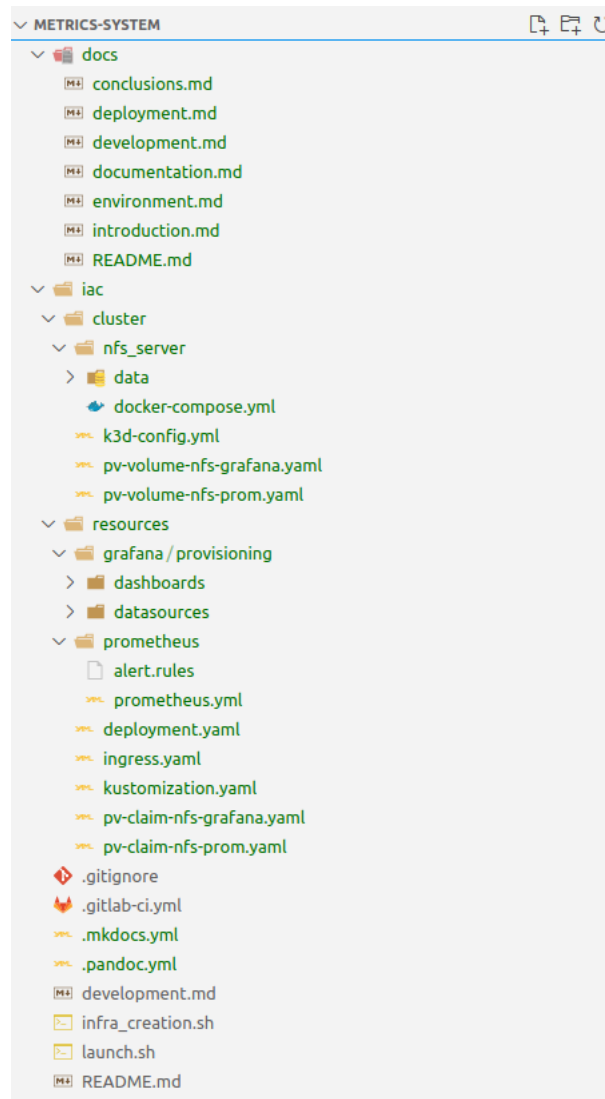 METRICS-SYSTEM
docs
conclusions.md
deployment.md
development.md
documentation.md
environment.md
introduction.md
README.md
iac
cluster
nfs_server
data
docker-compose.yml
k3d-config.yml
pv-volume-nfs-grafana.yaml
pv-volume-nfs-prom.yaml
resources
grafana / provisioning
dashboards
datasources
prometheus
alert.rules
prometheus.yml
deployment.yaml
ingress.yaml
kustomization.yaml
pv-claim-nfs-grafana.yaml
pv-claim-nfs-prom.yaml
.gitignore
.gitlab-ci.yml
.mkdocs.yml
.pandoc.yml
development.md
infra_creation.sh
launch.sh
README.md